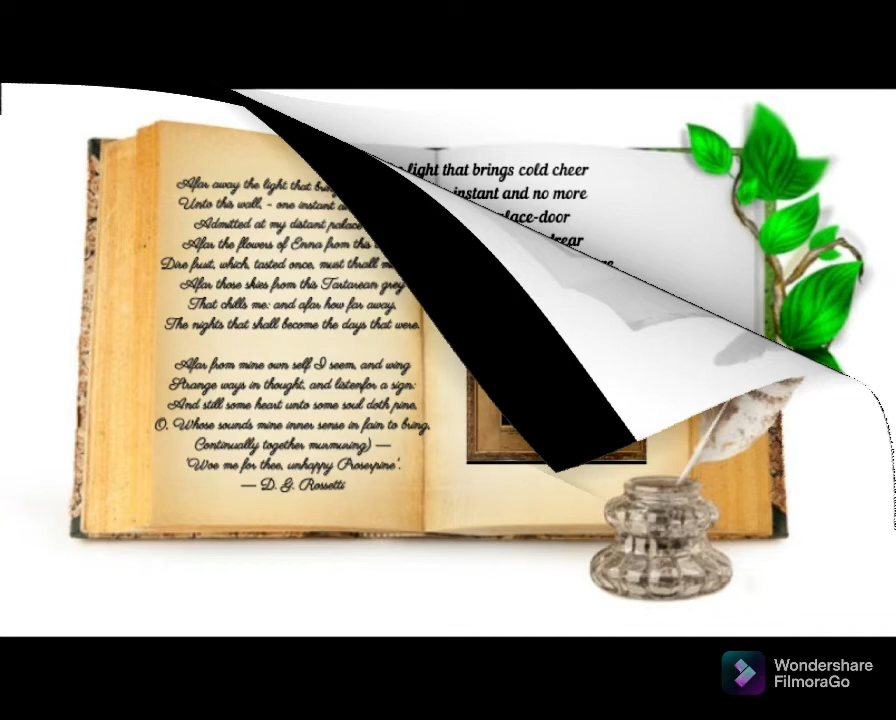 Afar away the light that brin
Unto this wall, - one instant a
Admitted at my distant palace
Afar the flowers of Enna from this
Dire fruit, which, tasted once, must thrall m
Afar those skies from this Tartarean grey
That chills me: and afar how far away,
The nights that shall become the days that were.
Afar from mine own self I seem, and wing
Strange ways in thought, and listenfor a sign:
And still some heart unto some soul doth pine,
O, Whose sounds mine inner sense in fain to bring,
Continually together murmuring) —
'Woe me for thee, unhappy Proserpine'.
— D. G. Rossetti
light that brings cold cheer
instant and no more
lace-door
rear
Wondershare
FilmoraGo